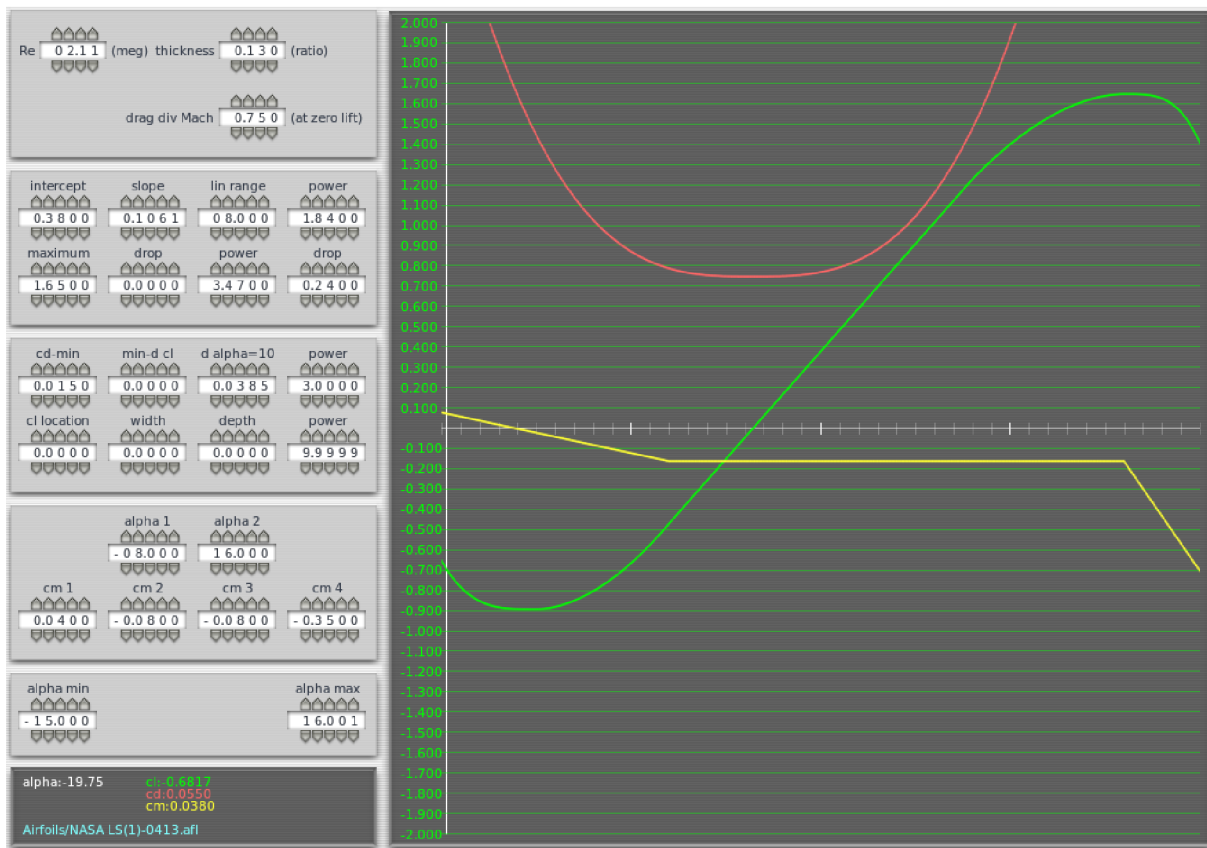 Re 0 2.1 1 (meg) thickness 0.1 3 0 (ratio)
drag div Mach 0.7 5 0 (at zero lift)
intercept slope lin range power
0.3 8 0 0 0.1 0 6 1 0 8.0 0 0 1.8 4 0 0
maximum drop power drop
1.6 5 0 0 0.0 0 0 0 3.4 7 0 0 0.2 4 0 0
cd-min min-d cl d alpha=10 power
0.0 1 5 0 0.0 0 0 0 0.0 3 8 5 3.0 0 0 0
cl location width depth power
0.0 0 0 0 0.0 0 0 0 0.0 0 0 0 9.9 9 9 9
alpha 1 alpha 2
- 0 8.0 0 0 1 6.0 0 0
cm 1 cm 2 cm 3 cm 4
0.0 4 0 0 - 0.0 8 0 0 - 0.0 8 0 0 - 0.3 5 0 0
alpha min alpha max
- 1 5.0 0 0 1 6.0 0 1
alpha:-19.75 cl:-0.6817
cd:0.0550
cm:0.0380
Airfoils/NASA LS(1)-0413.afl
2.000
1.900
1.800
1.700
1.600
1.500
1.400
1.300
1.200
1.100
1.000
0.900
0.800
0.700
0.600
0.500
0.400
0.300
0.200
0.100
-0.100
-0.200
-0.300
-0.400
-0.500
-0.600
-0.700
-0.800
-0.900
-1.000
-1.100
-1.200
-1.300
-1.400
-1.500
-1.600
-1.700
-1.800
-1.900
-2.000